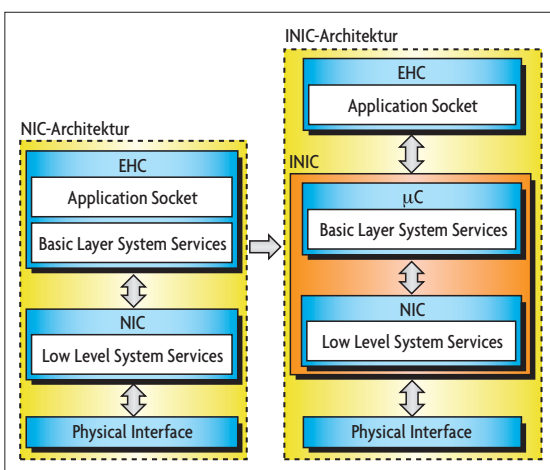 NIC-Architektur
EHC
Application Socket
Basic Layer System Services
NIC
Low Level System Services
Physical Interface
INIC-Architektur
EHC
Application Socket
INIC
μC
Basic Layer System Services
NIC
Low Level System Services
Physical Interface